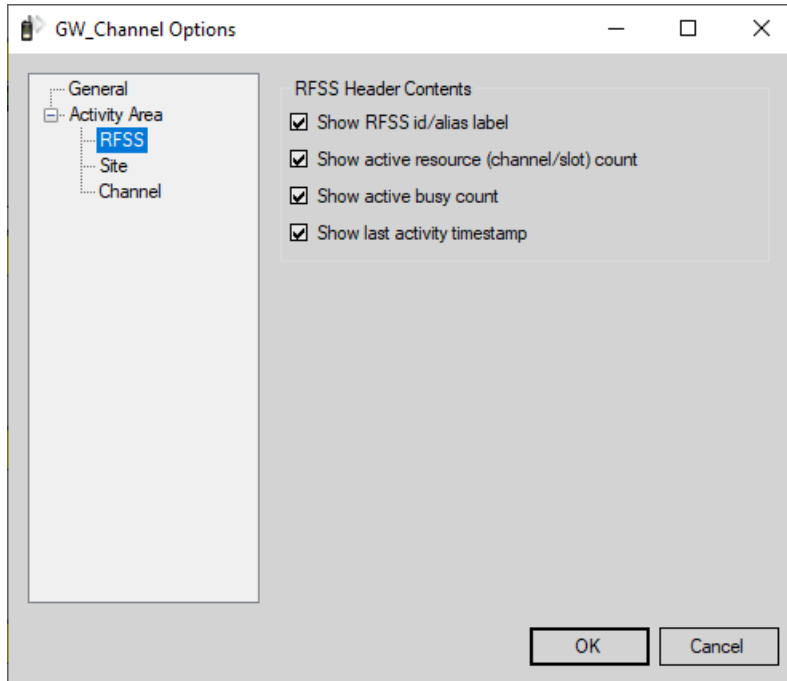 GW_Channel Options
General
Activity Area
RFSS
Site
Channel
RFSS Header Contents
Show RFSS id/alias label
Show active resource (channel/slot) count
Show active busy count
Show last activity timestamp
OK
Cancel